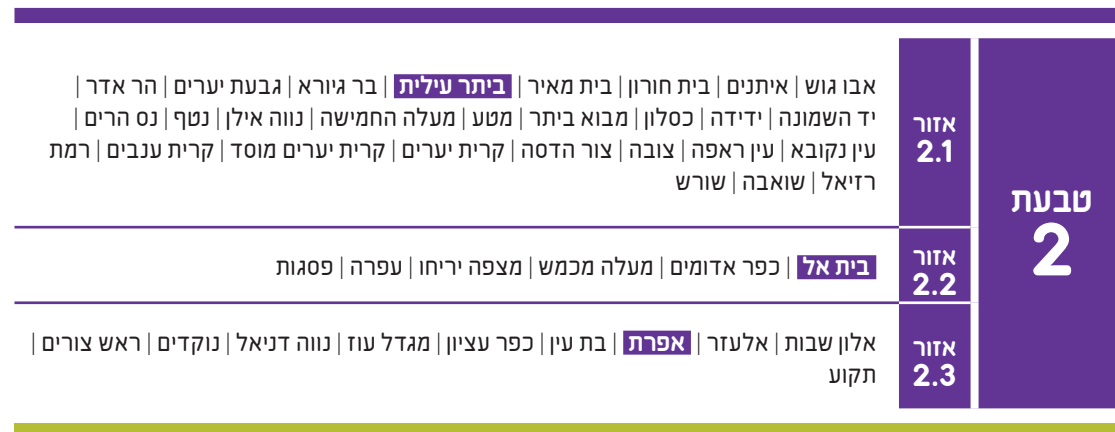 טבעת
2
אזור
2.1
אבו גוש | איתנים | בית חורון | בית מאיר | ביתר עילית | בר גיורא | גבעת יערים | הר אדר |
יד השמונה | ידידה | כסלון | מבוא ביתר | מטע | מעלה החמישה | נווה אילן | נטף | נס הרים |
עין נקובא | עין ראפה | צובה | צור הדסה | קרית יערים | קרית יערים מוסד | קרית ענבים | רמת
רזיאל | שואבה | שורש
אזור
2.2
בית אל | כפר אדומים | מעלה מכמש | מצפה יריחו | עפרה | פסגות
אזור
2.3
אלון שבות | אלעזר | אפרת | בת עין | כפר עציון | מגדל עוז | נווה דניאל | נוקדים | ראש צורים |
תקוע